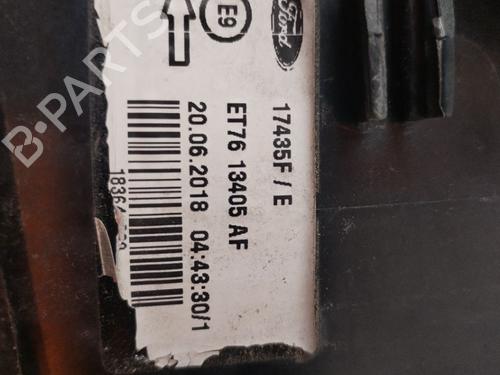 Ford
17435F / E
E9
ET76 13405 AF
20.06.2018 04:43:30/1
B-PARTS